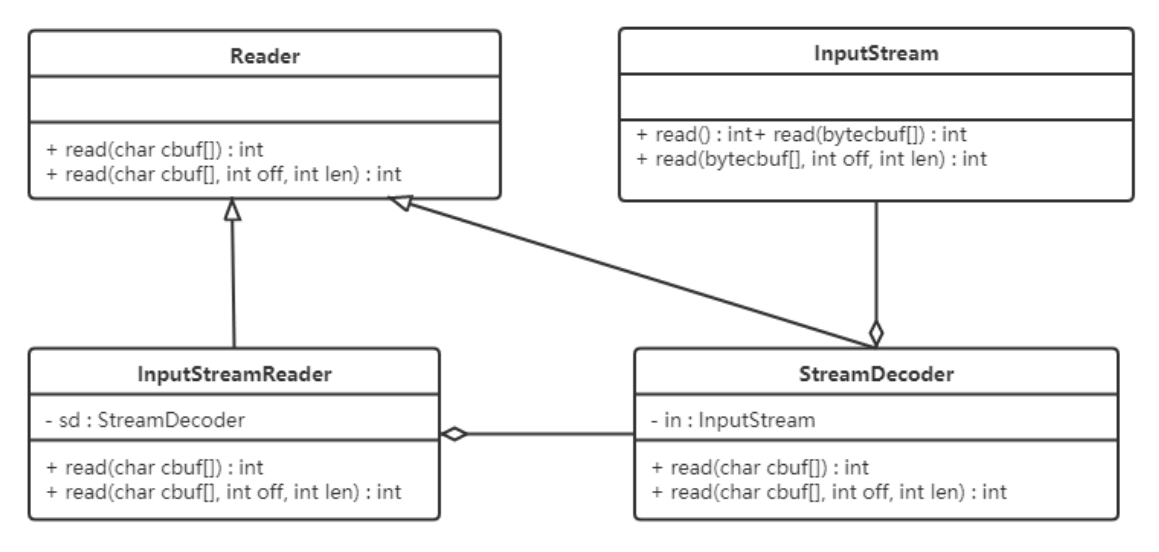 Reader
+ read(char cbuf[]) : int
+ read(char cbuf[], int off, int len) : int
InputStream
+ read() : int+ read(bytecbuf[]) : int
+ read(bytecbuf[], int off, int len) : int
InputStreamReader
- sd : StreamDecoder
+ read(char cbuf[]) : int
+ read(char cbuf[], int off, int len) : int
StreamDecoder
- in : InputStream
+ read(char cbuf[]) : int
+ read(char cbuf[], int off, int len) : int